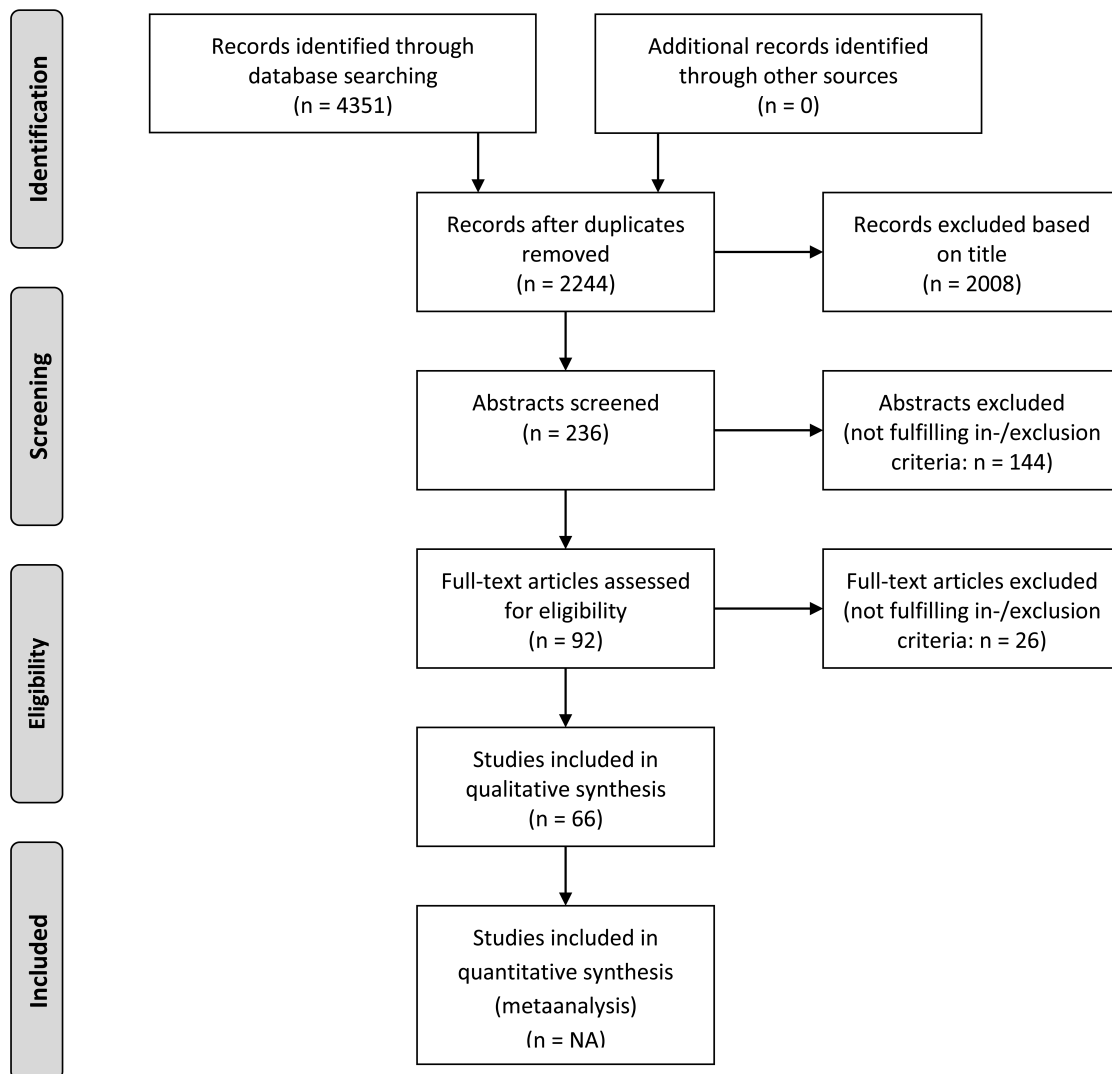 Identification
Records identified through
database searching
(n = 4351)
Additional records identified
through other sources
(n = 0)
Records after duplicates
removed
(n = 2244)
Records excluded based
on title
(n = 2008)
Screening
Abstracts screened
(n = 236)
Abstracts excluded
(not fulfilling in-/exclusion
criteria: n = 144)
Eligibility
Full-text articles assessed
for eligibility
(n = 92)
Full-text articles excluded
(not fulfilling in-/exclusion
criteria: n = 26)
Studies included in
qualitative synthesis
(n = 66)
Included
Studies included in
quantitative synthesis
(metaanalysis)
(n = NA)